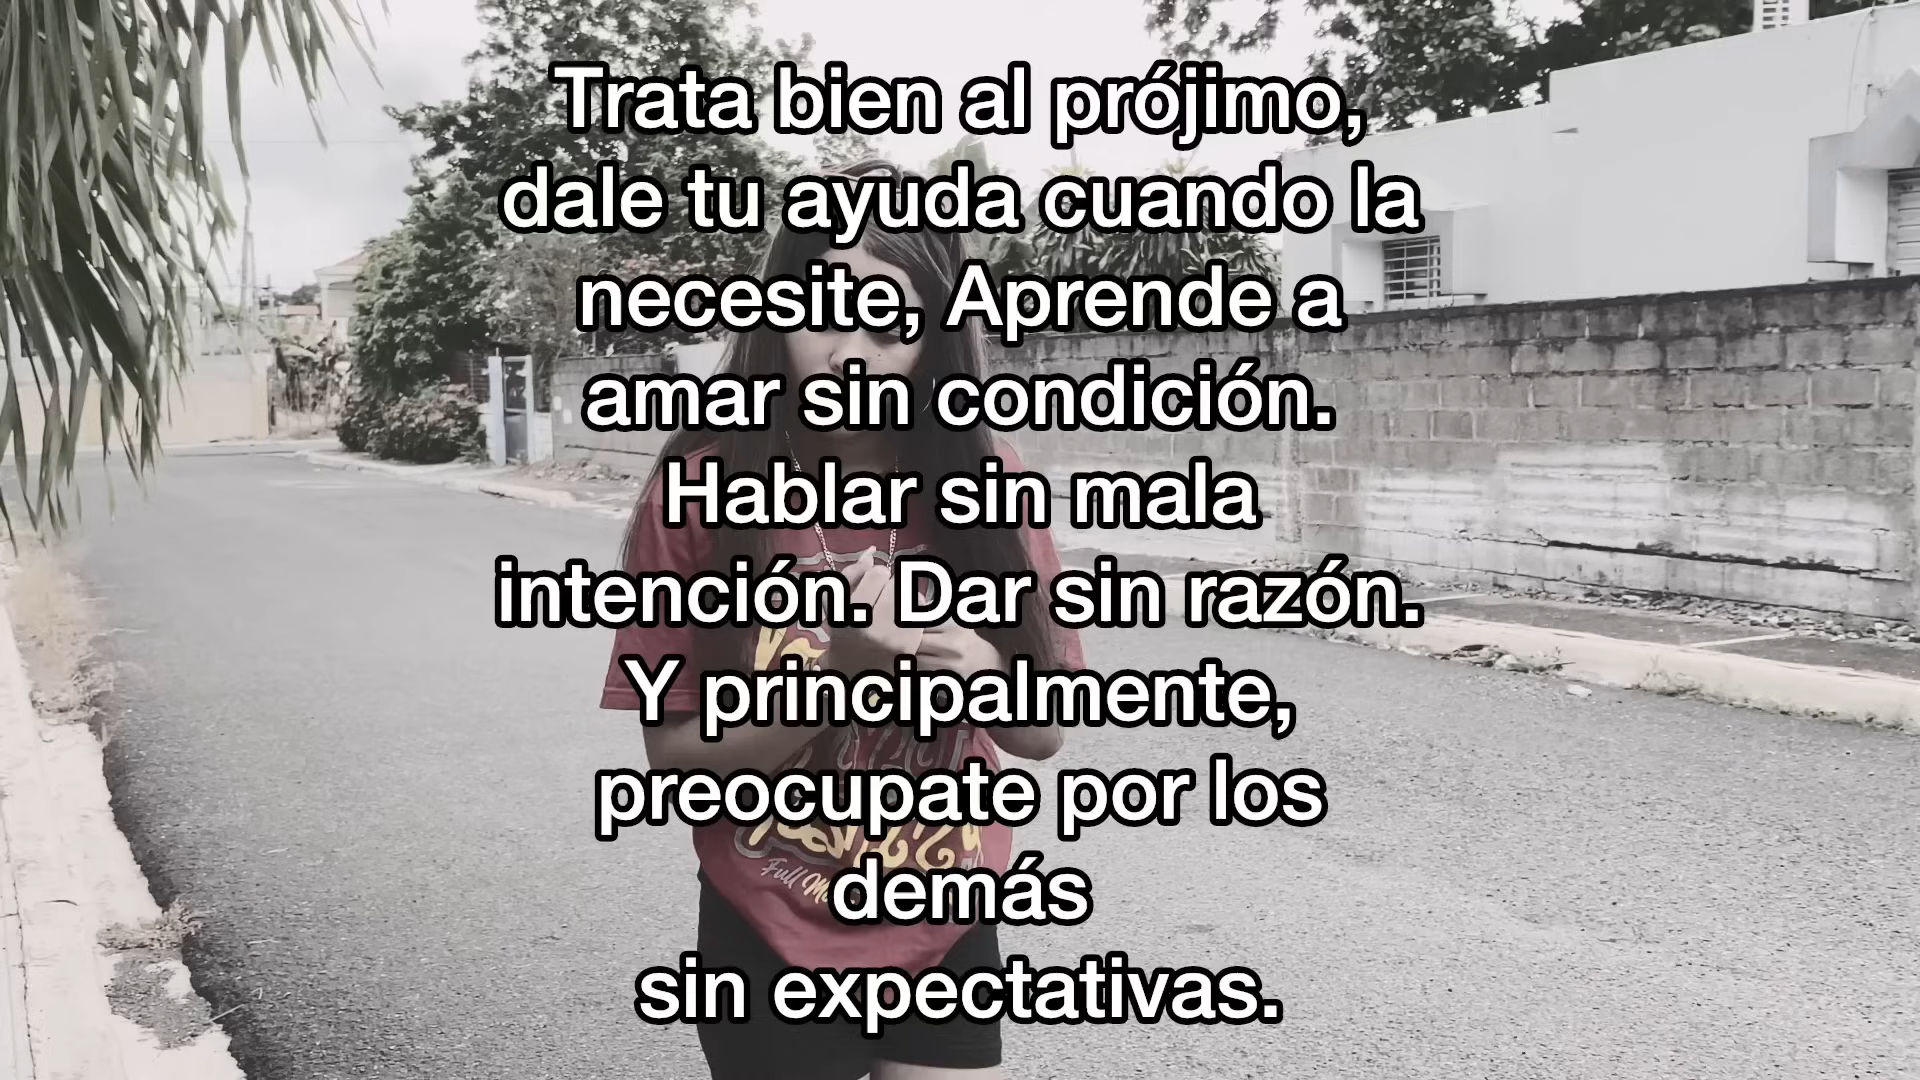 Trata bien al prójimo,
dale tu ayuda cuando la
necesite, Aprende a
amar sin condición.
Hablar sin mala
intención. Dar sin razón.
Y principalmente,
preocupate por los
demás
sin expectativas.
Full